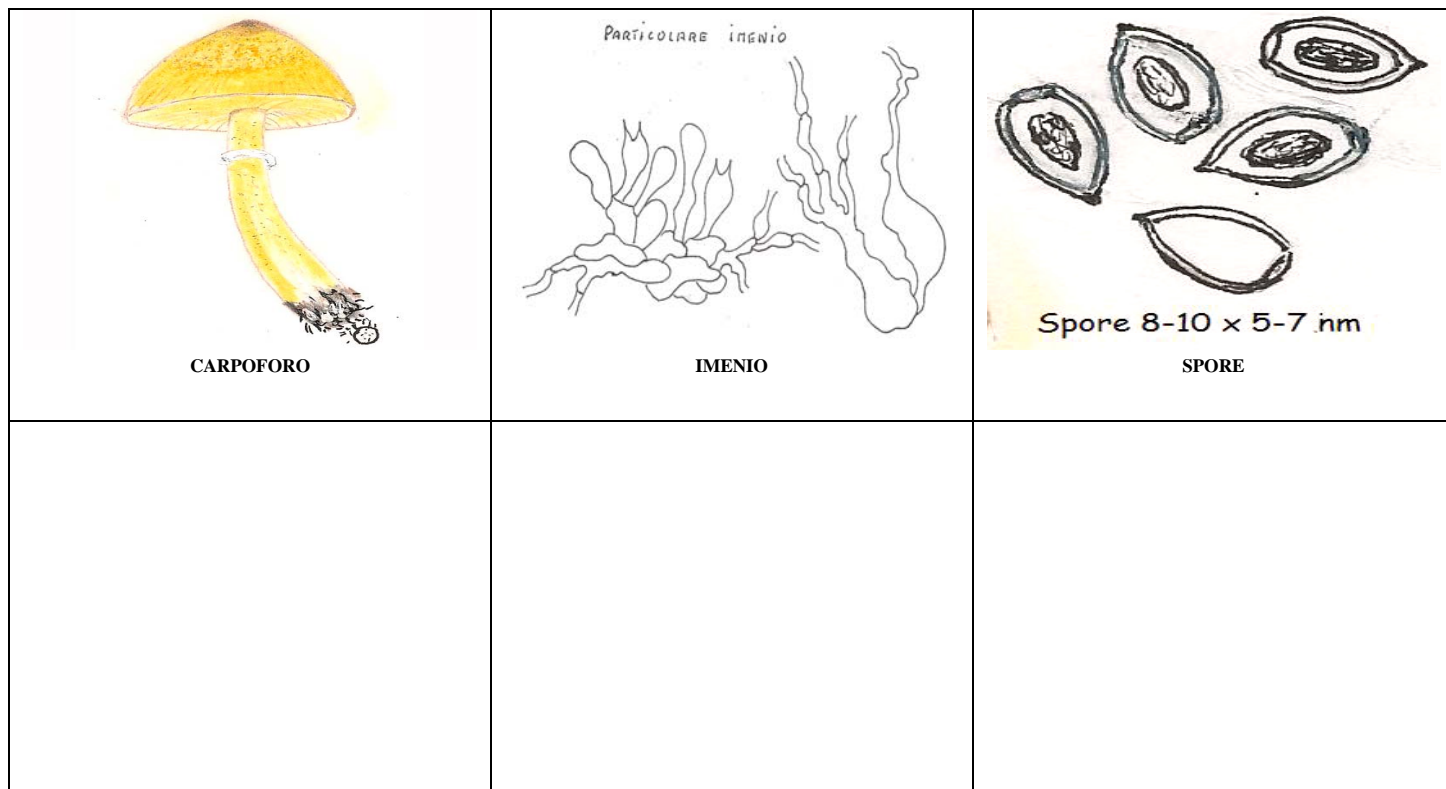 PARTICOLARE IMENIO
Spore 8-10 x 5-7 nm
CARPOFORO
IMENIO
SPORE